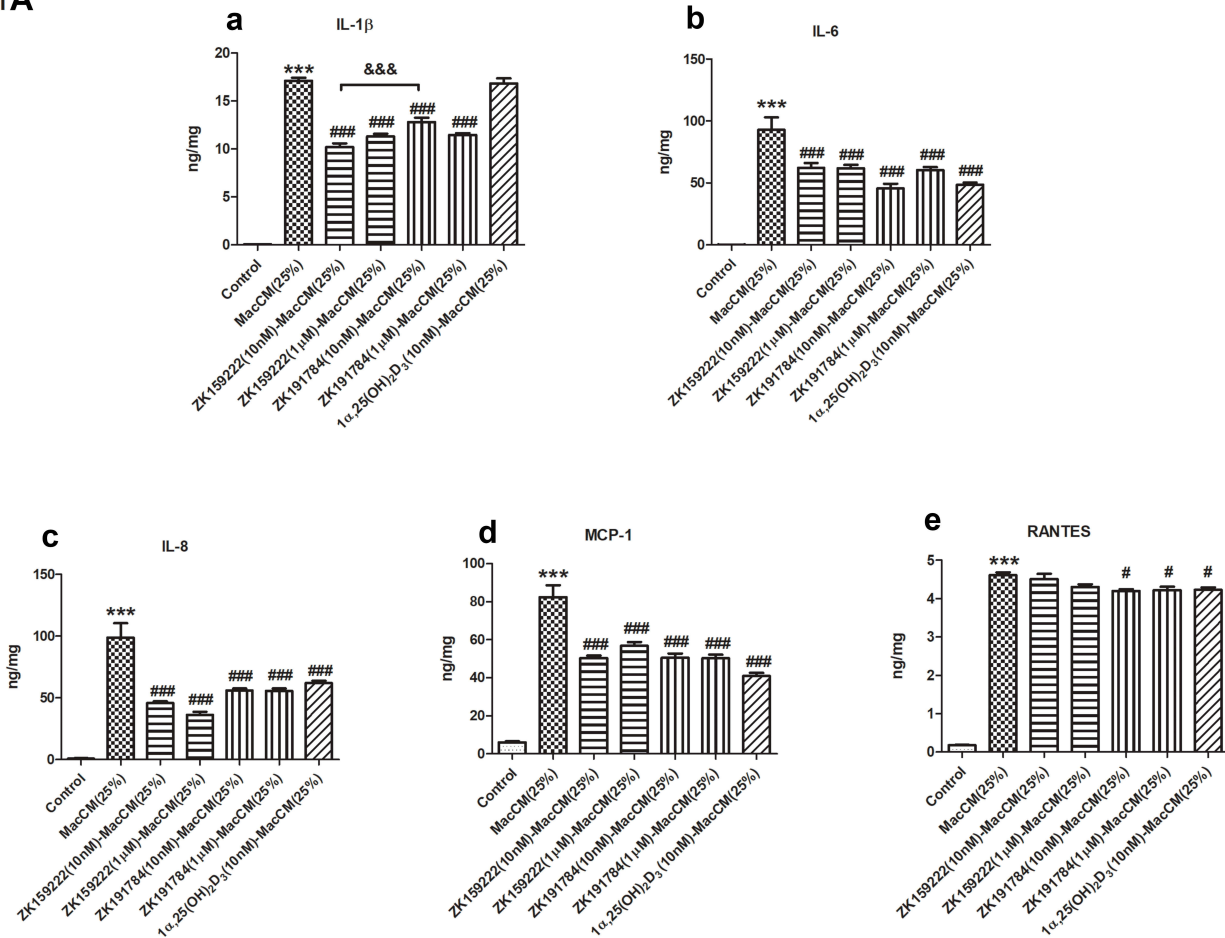 A
a
IL-1β
20
15
10
5
0
ng/mg
***
&&&
###
###
###
###
Control
MacCM(25%)
ZK159222(10nM)-MacCM(25%)
ZK159222(1μM)-MacCM(25%)
ZK191784(10nM)-MacCM(25%)
ZK191784(1μM)-MacCM(25%)
1α,25(OH)₂D₃(10nM)-MacCM(25%)
b
IL-6
150
100
50
0
ng/mg
***
###
###
###
###
###
Control
MacCM(25%)
ZK159222(10nM)-MacCM(25%)
ZK159222(1μM)-MacCM(25%)
ZK191784(10nM)-MacCM(25%)
ZK191784(1μM)-MacCM(25%)
1α,25(OH)₂D₃(10nM)-MacCM(25%)
c
IL-8
150
100
50
0
ng/mg
***
###
###
###
###
###
Control
MacCM(25%)
ZK159222(10nM)-MacCM(25%)
ZK159222(1μM)-MacCM(25%)
ZK191784(10nM)-MacCM(25%)
ZK191784(1μM)-MacCM(25%)
1α,25(OH)₂D₃(10nM)-MacCM(25%)
d
MCP-1
100
80
60
40
20
0
ng/mg
***
###
###
###
###
###
Control
MacCM(25%)
ZK159222(10nM)-MacCM(25%)
ZK159222(1μM)-MacCM(25%)
ZK191784(10nM)-MacCM(25%)
ZK191784(1μM)-MacCM(25%)
1α,25(OH)₂D₃(10nM)-MacCM(25%)
e
RANTES
5
4
3
2
1
0
ng/mg
***
#
#
#
Control
MacCM(25%)
ZK159222(10nM)-MacCM(25%)
ZK159222(1μM)-MacCM(25%)
ZK191784(10nM)-MacCM(25%)
ZK191784(1μM)-MacCM(25%)
1α,25(OH)₂D₃(10nM)-MacCM(25%)